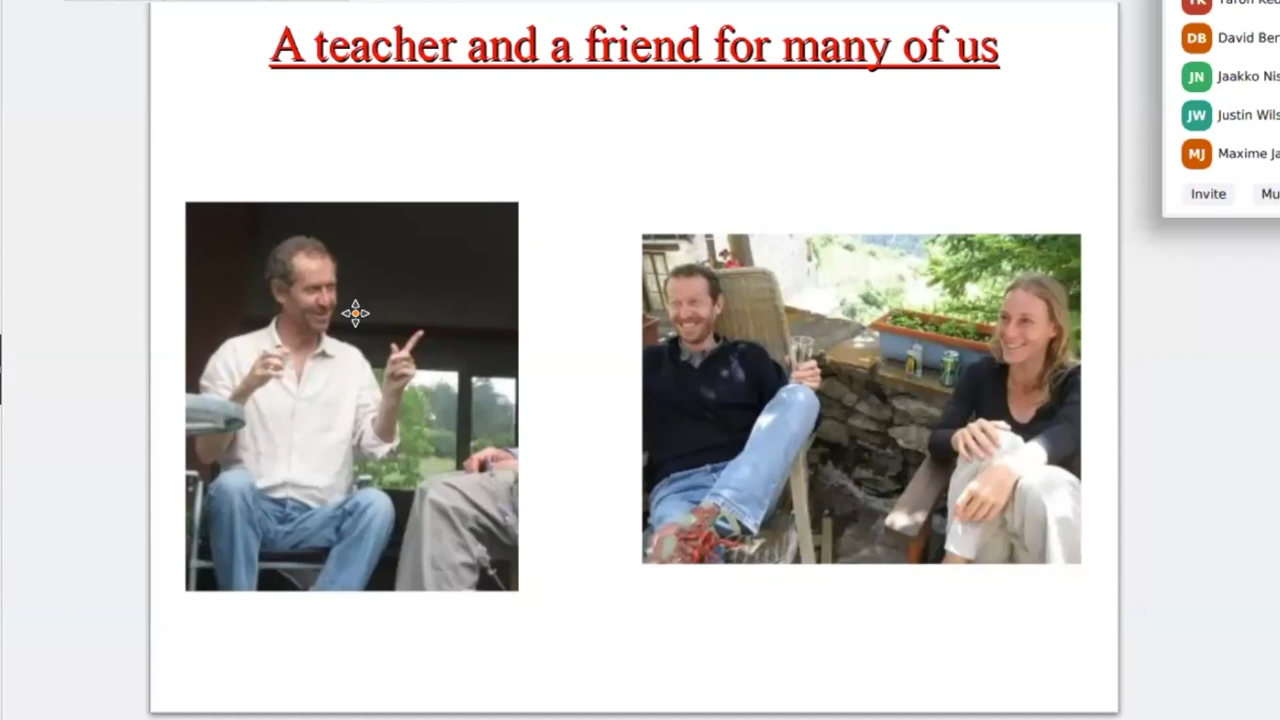 A teacher and a friend for many of us
DB David Ber
JN Jaakko Nis
JW Justin Wils
MJ Maxime Ja
Invite Mu